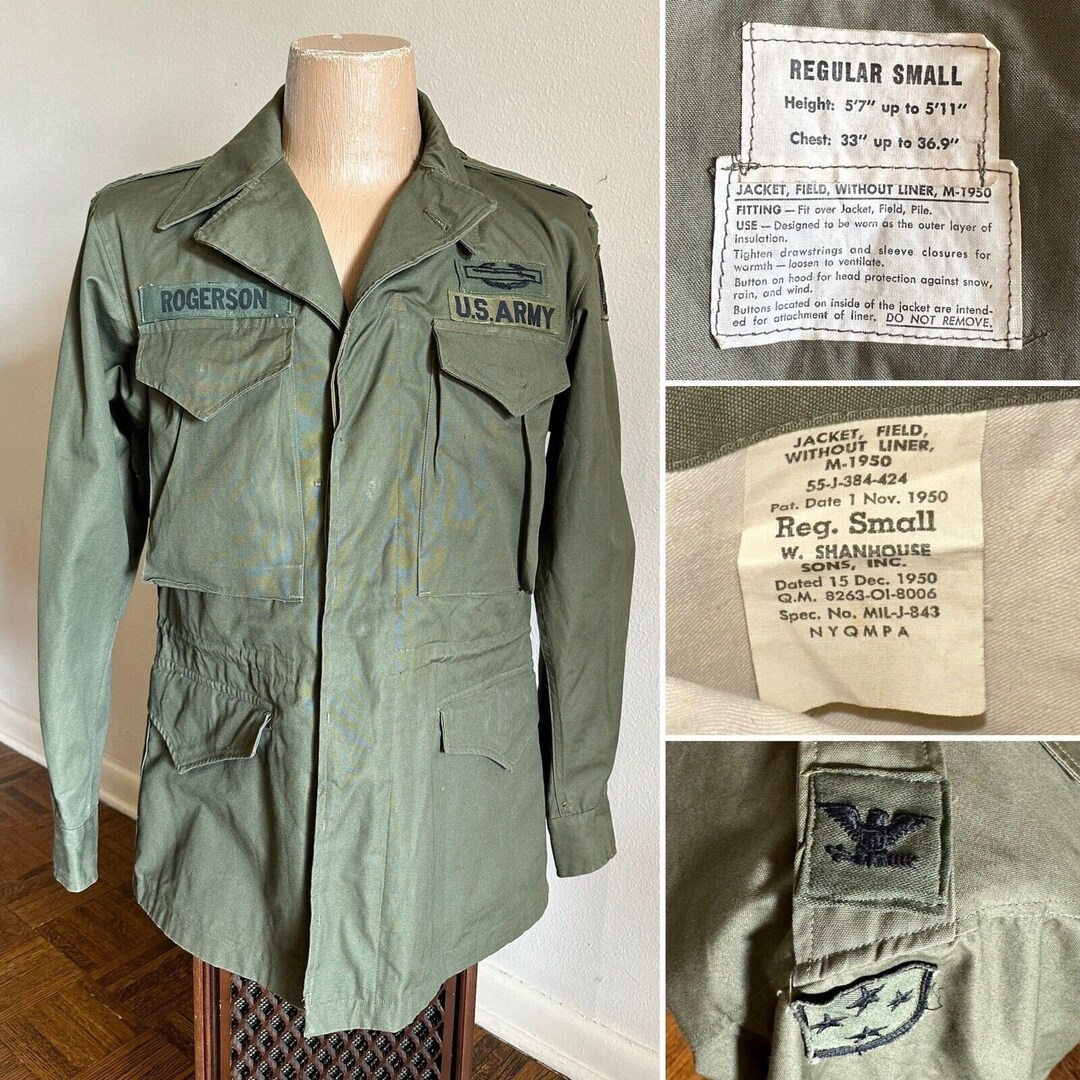 ROGERSON
U.S. ARMY
REGULAR SMALL
Height: 5'7" up to 5'11"
Chest: 33" up to 36.9"
JACKET, FIELD, WITHOUT LINER, M-1950
FITTING — Fit over Jacket, Field, Pile.
USE — Designed to be worn as the outer layer of
insulation.
Tighten drawstrings and sleeve closures for
warmth — loosen to ventilate.
Button on hood for head protection against snow,
rain, and wind.
Buttons located on inside of the jacket are intend-
ed for attachment of liner. DO NOT REMOVE.
JACKET, FIELD,
WITHOUT LINER,
M-1950
55-J-384-424
Pat. Date 1 Nov. 1950
Reg. Small
W. SHANHOUSE
SONS, INC.
Dated 15 Dec. 1950
Q.M. 8263-OI-8006
Spec. No. MIL-J-843
NYQMPA